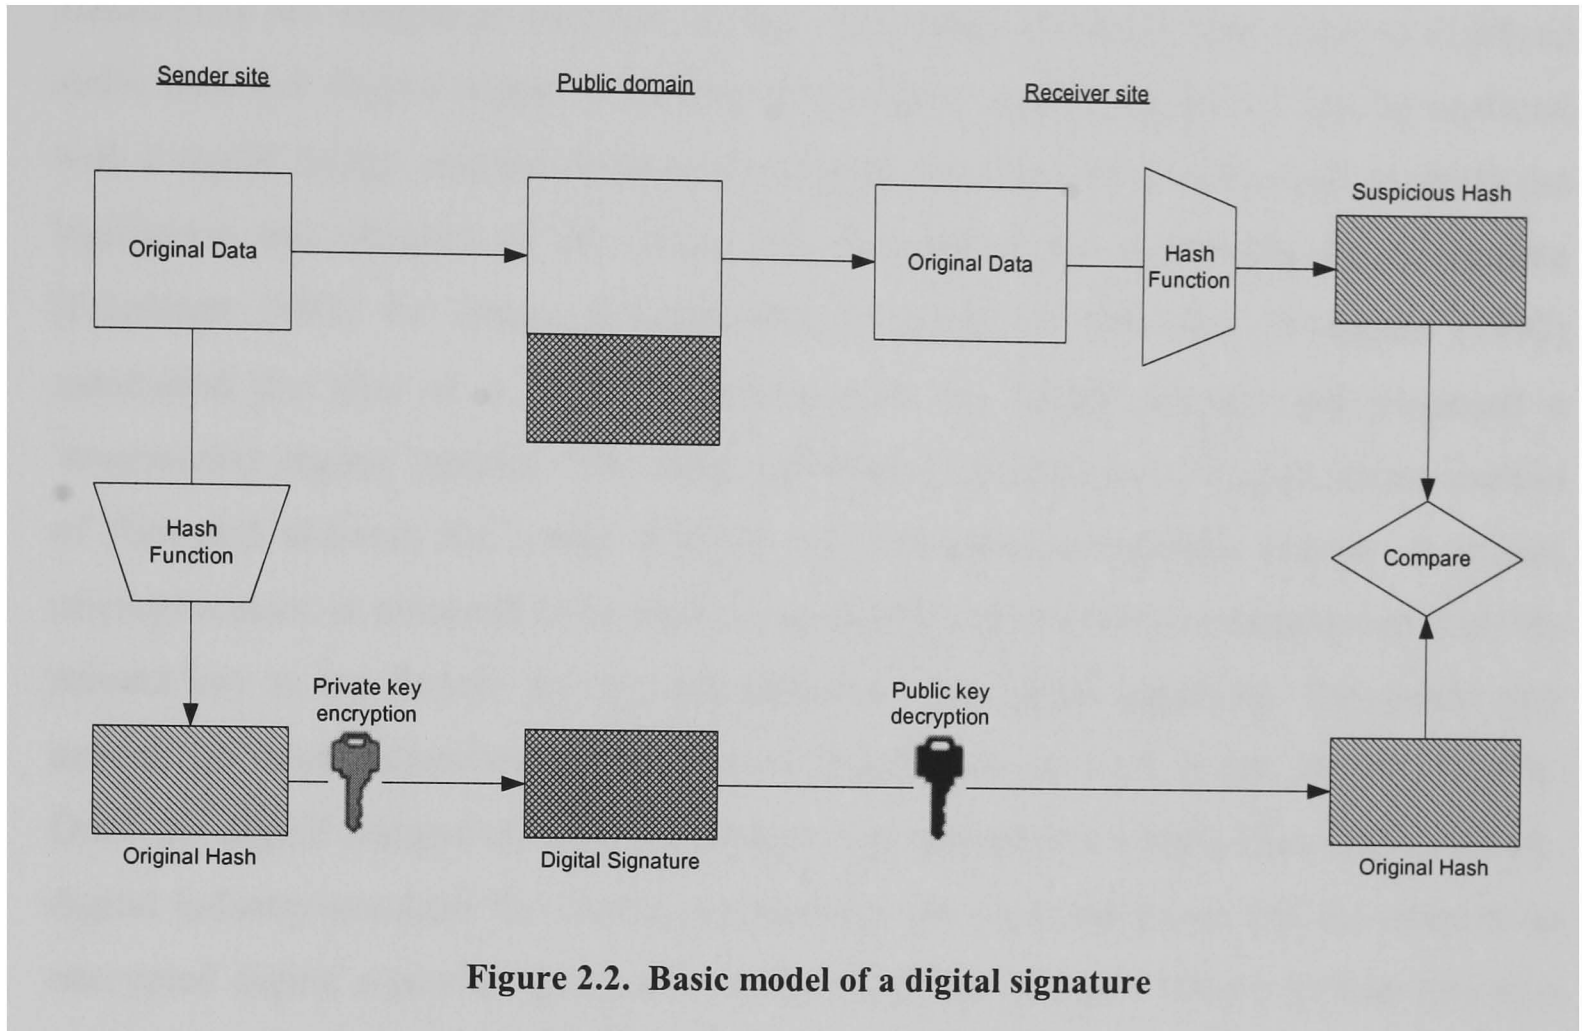 Sender site
Public domain
Receiver site
Suspicious Hash
Original Data
Original Data
Hash
Function
Hash
Function
Compare
Private key
encryption
Public key
decryption
Original Hash
Digital Signature
Original Hash
Figure 2.2. Basic model of a digital signature